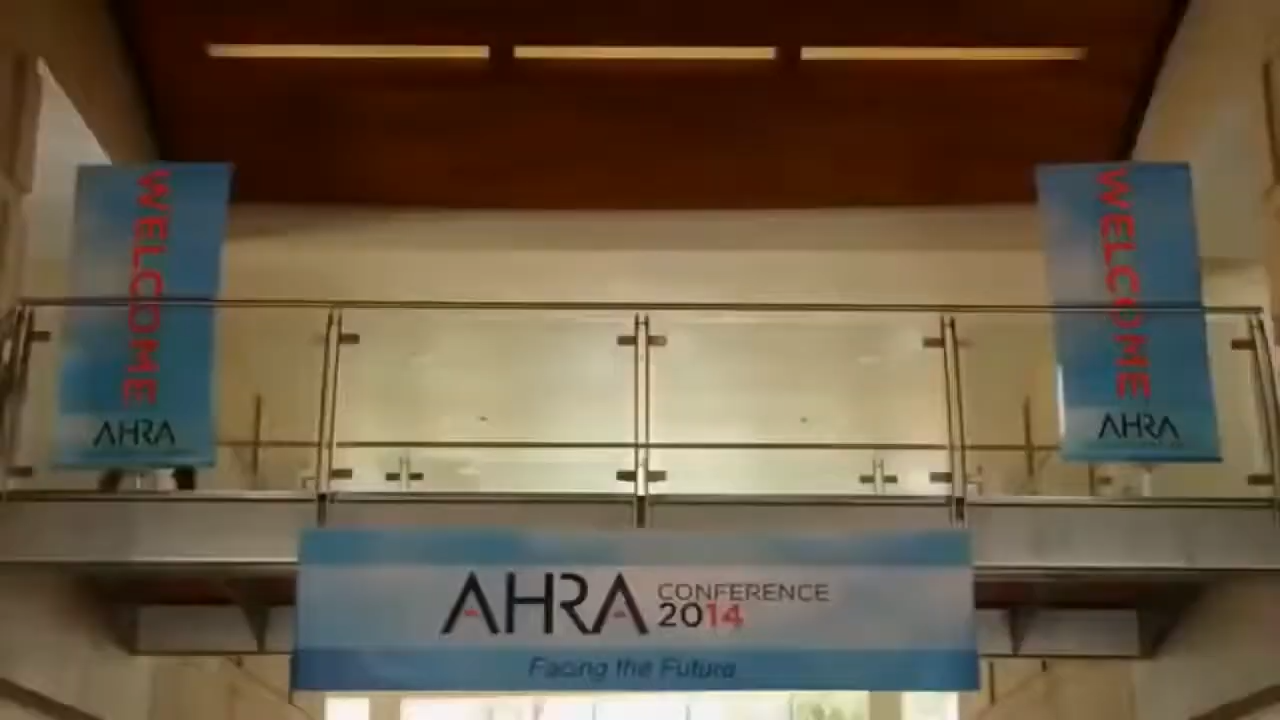 WELCOME
AHRA
WELCOME
AHRA
AHRA CONFERENCE
2014
Facing the Future